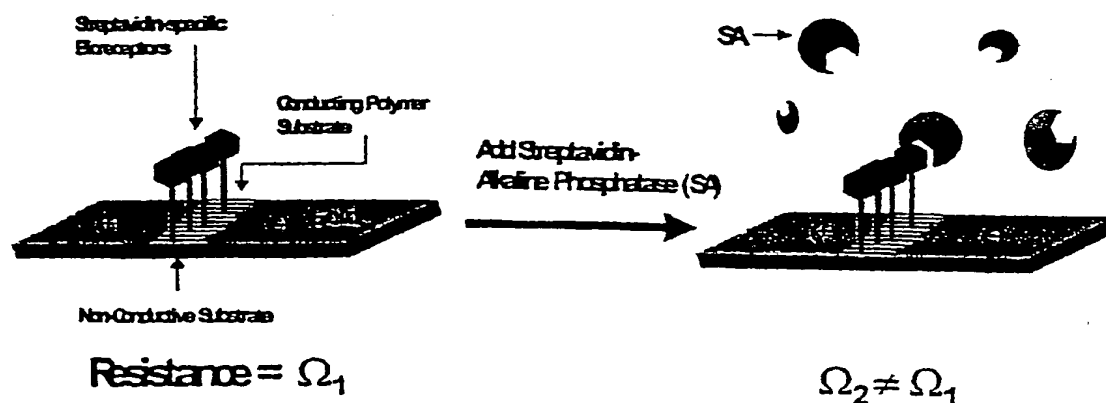 Streptavidin-specific
Bioreceptors
Conducting Polymer
Substrate
Non-Conductive Substrate
Resistance = Ω₁
Add Streptavidin-
Alkaline Phosphatase (SA)
SA
Ω₂ ≠ Ω₁